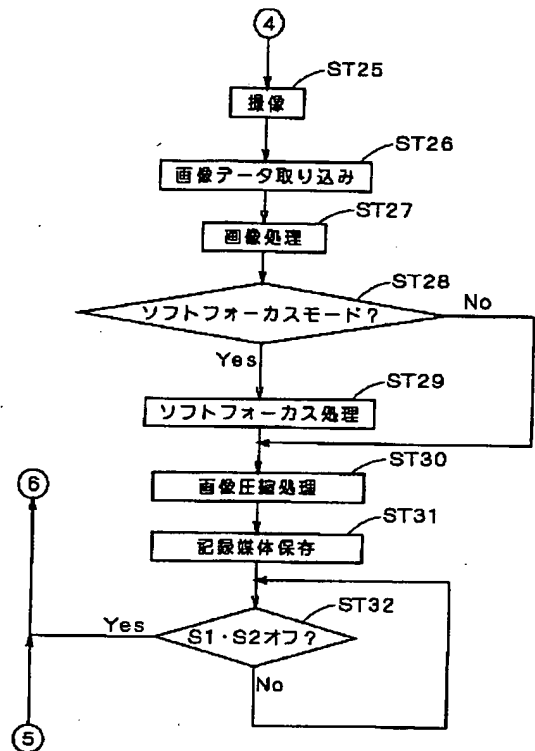 ④
ST25
撮像
ST26
画像データ取り込み
ST27
画像処理
ST28
ソフトフォーカスモード?
No
Yes
ST29
ソフトフォーカス処理
ST30
画像圧縮処理
ST31
記録媒体保存
ST32
S1・S2オフ?
Yes
No
⑥
⑤